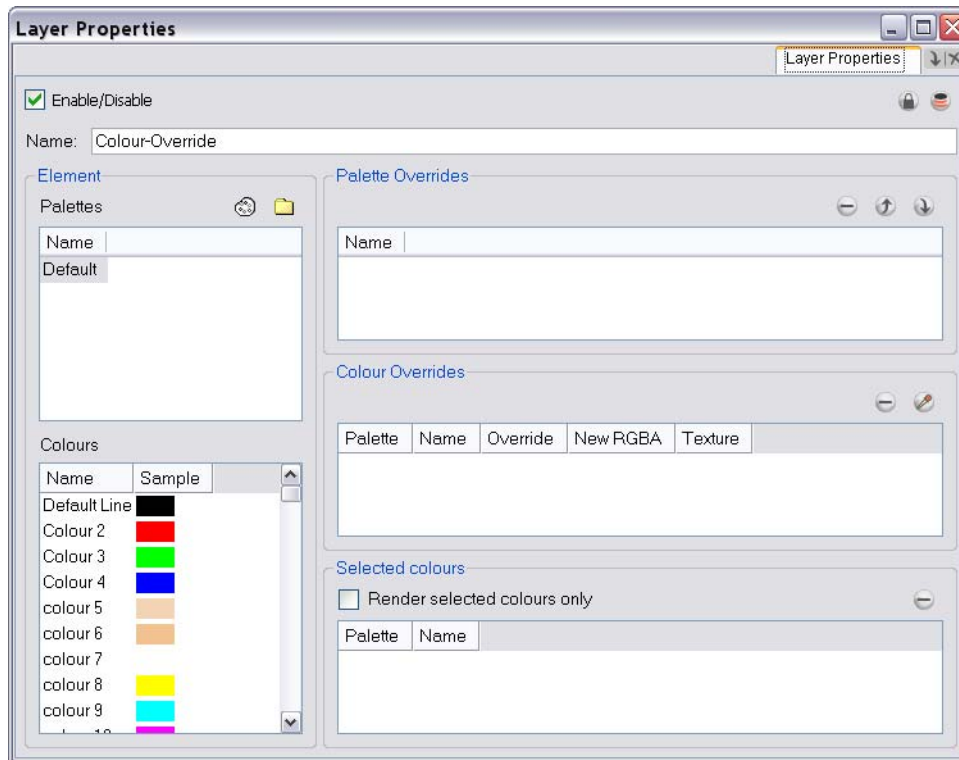 Layer Properties
Layer Properties
Enable/Disable
Name: Colour-Override
Element
Palettes
Name
Default
Colours
Name Sample
Default Line
Colour 2
Colour 3
Colour 4
colour 5
colour 6
colour 7
colour 8
colour 9
Palette Overrides
Name
Colour Overrides
Palette Name Override New RGBA Texture
Selected colours
Render selected colours only
Palette Name